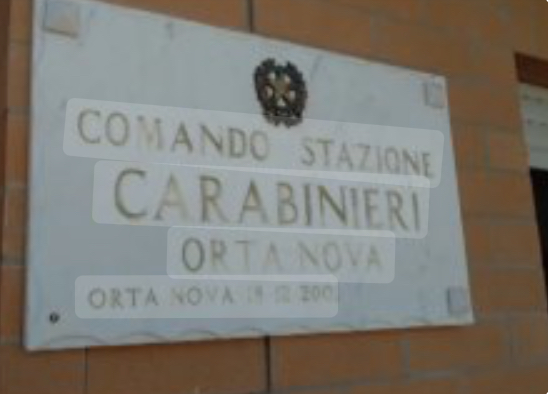 COMANDO STAZIONE
CARABINIERI
ORTA NOVA
ORTA NOVA